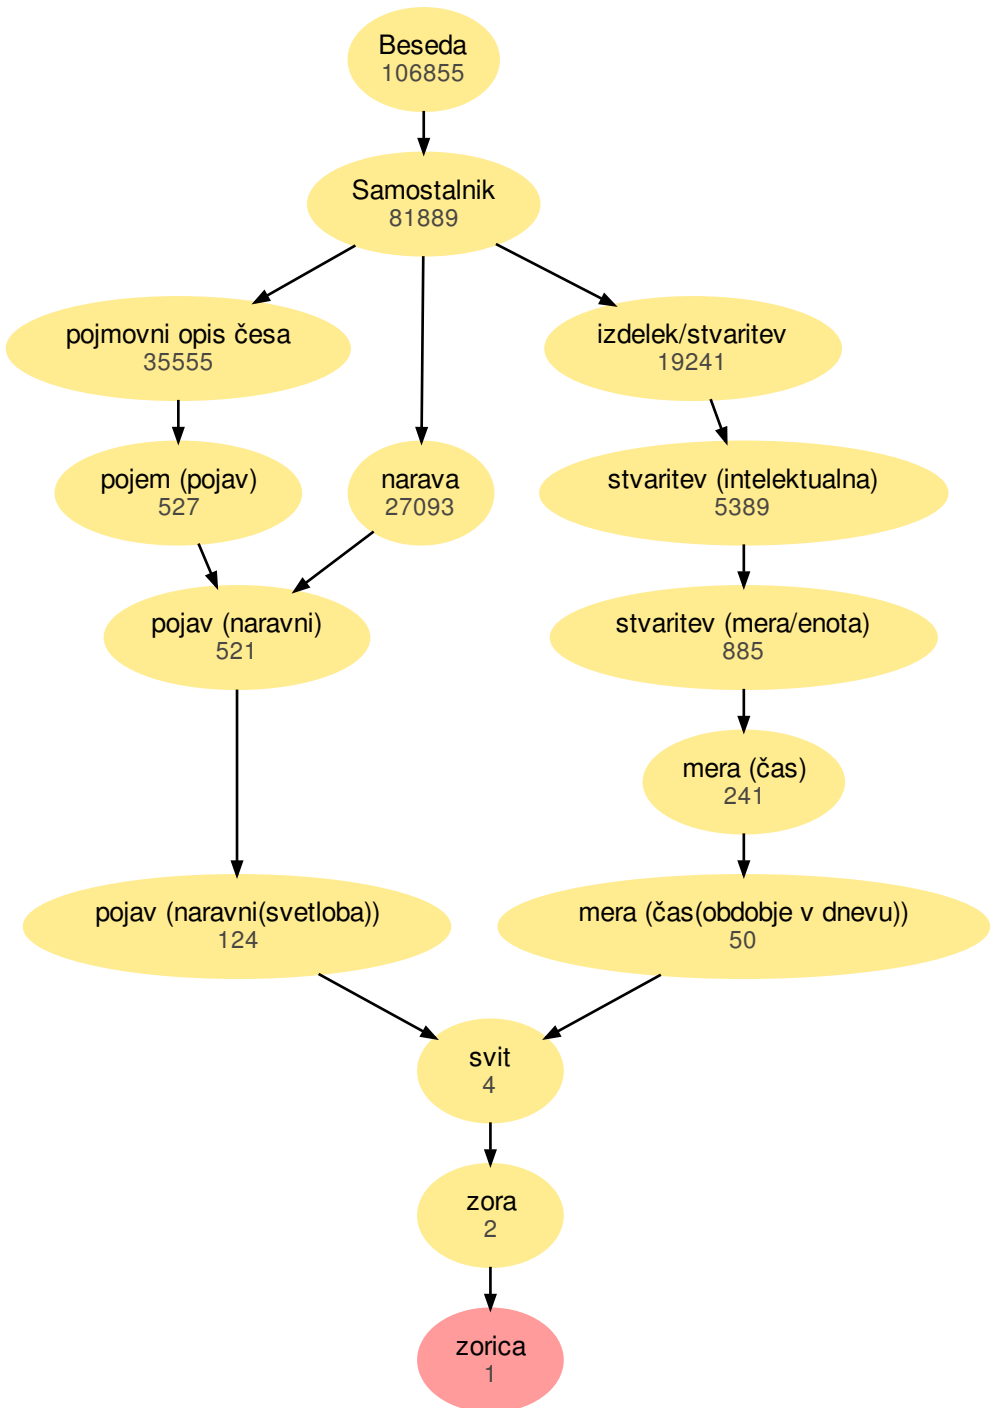 Beseda
106855
Samostalnik
81889
pojmovni opis česa
35555
izdelek/stvaritev
19241
pojem (pojav)
527
narava
27093
stvaritev (intelektualna)
5389
pojav (naravni)
521
stvaritev (mera/enota)
885
mera (čas)
241
pojav (naravni(svetloba))
124
mera (čas(obdobje v dnevu))
50
svit
4
zora
2
zorica
1